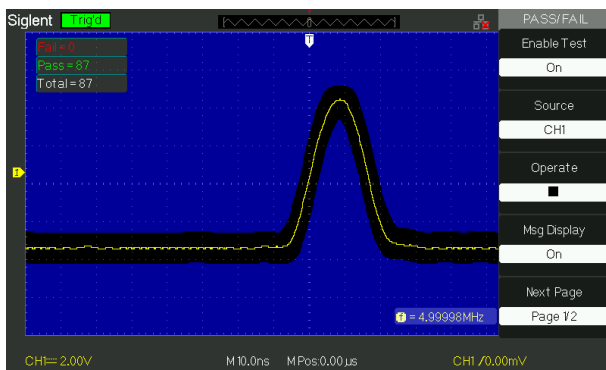 Siglent Trig'd PASS/FAIL
T
Fail=0
Pass=87
Total=87
Enable Test
On
Source
CH1
Operate
Msg Display
On
Next Page
Page 1/2
= 4.99998MHz
CH1 2.00V M 10.0ns M Pos:0.00µs CH1 /0.00mV